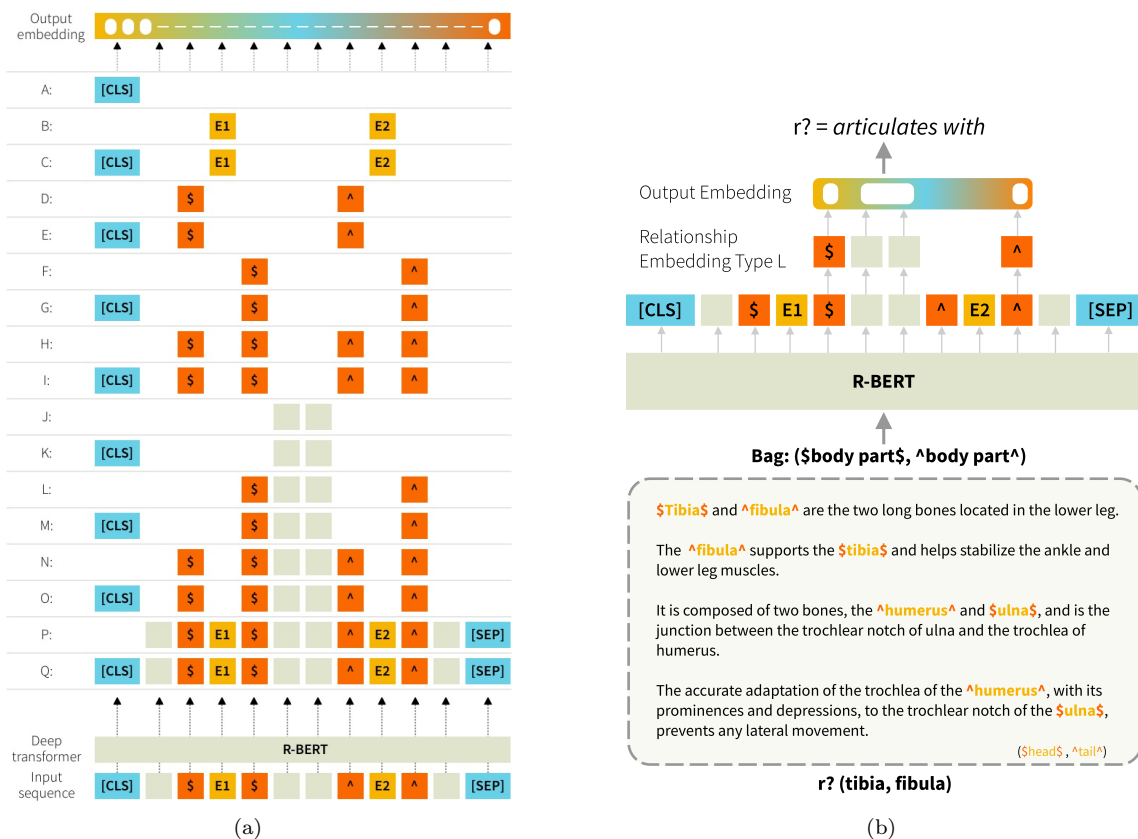 Output
embedding
A: [CLS]
B: E1 E2
C: [CLS] E1 E2
D: $ ^
E: [CLS] $ ^
F: $ ^
G: [CLS] $ ^
H: $ $ ^ ^
I: [CLS] $ $ ^ ^
J:
K: [CLS]
L: $ ^
M: [CLS] $ ^
N: $ $ ^ ^
O: [CLS] $ $ ^ ^
P: $ E1 $ ^ E2 ^ [SEP]
Q: [CLS] $ E1 $ ^ E2 ^ [SEP]
Deep
transformer
R-BERT
Input
sequence
[CLS] $ E1 $ ^ E2 ^ [SEP]
(a)
r? = articulates with
Output Embedding
Relationship
Embedding Type L
$ ^
[CLS] $ E1 $ ^ E2 ^ [SEP]
R-BERT
Bag: ($body part$, ^body part^)
$Tibia$ and ^fibula^ are the two long bones located in the lower leg.
The ^fibula^ supports the $tibia$ and helps stabilize the ankle and
lower leg muscles.
It is composed of two bones, the ^humerus^ and $ulna$, and is the
junction between the trochlear notch of ulna and the trochlea of
humerus.
The accurate adaptation of the trochlea of the ^humerus^, with its
prominences and depressions, to the trochlear notch of the $ulna$,
prevents any lateral movement.
($head$ , ^tail^)
r? (tibia, fibula)
(b)